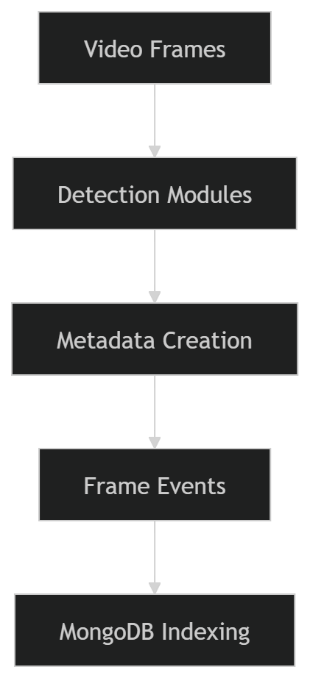 Video Frames
Detection Modules
Metadata Creation
Frame Events
MongoDB Indexing